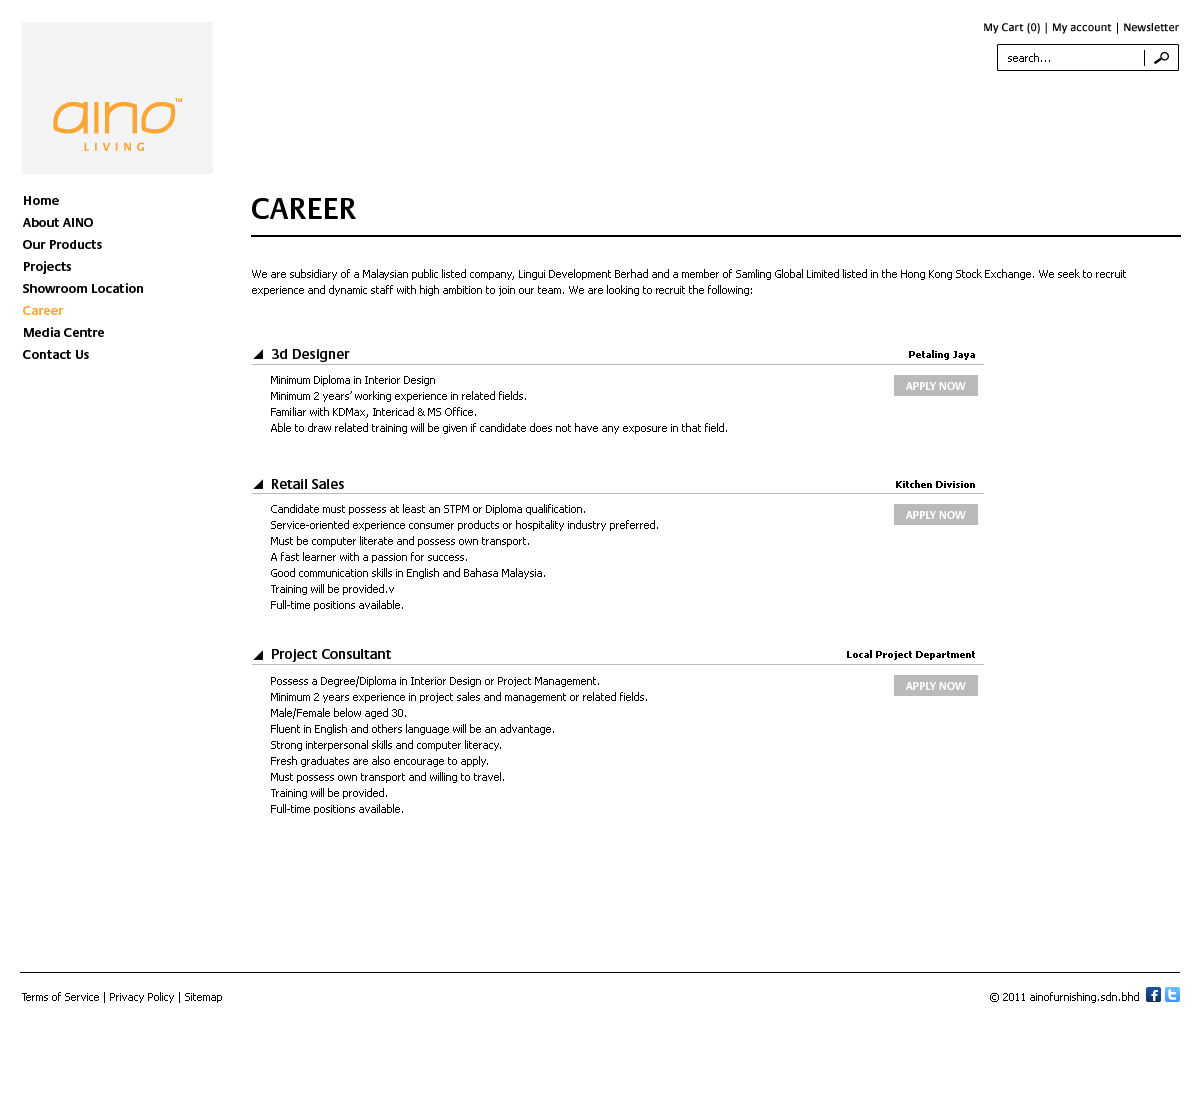 My Cart (0) | My account | Newsletter
search...
aino™
LIVING
Home
About AINO
Our Products
Projects
Showroom Location
Career
Media Centre
Contact Us
CAREER
We are subsidiary of a Malaysian public listed company, Lingui Development Berhad and a member of Samling Global Limited listed in the Hong Kong Stock Exchange. We seek to recruit
experience and dynamic staff with high ambition to join our team. We are looking to recruit the following:
3d Designer
Petaling Jaya
APPLY NOW
Minimum Diploma in Interior Design
Minimum 2 years' working experience in related fields.
Familiar with KDMax, Intericad & MS Office.
Able to draw related training will be given if candidate does not have any exposure in that field.
Retail Sales
Kitchen Division
APPLY NOW
Candidate must possess at least an STPM or Diploma qualification.
Service-oriented experience consumer products or hospitality industry preferred.
Must be computer literate and possess own transport.
A fast learner with a passion for success.
Good communication skills in English and Bahasa Malaysia.
Training will be provided.v
Full-time positions available.
Project Consultant
Local Project Department
APPLY NOW
Possess a Degree/Diploma in Interior Design or Project Management.
Minimum 2 years experience in project sales and management or related fields.
Male/Female below aged 30.
Fluent in English and others language will be an advantage.
Strong interpersonal skills and computer literacy.
Fresh graduates are also encourage to apply.
Must possess own transport and willing to travel.
Training will be provided.
Full-time positions available.
Terms of Service | Privacy Policy | Sitemap
© 2011 ainofurnishing.sdn.bhd